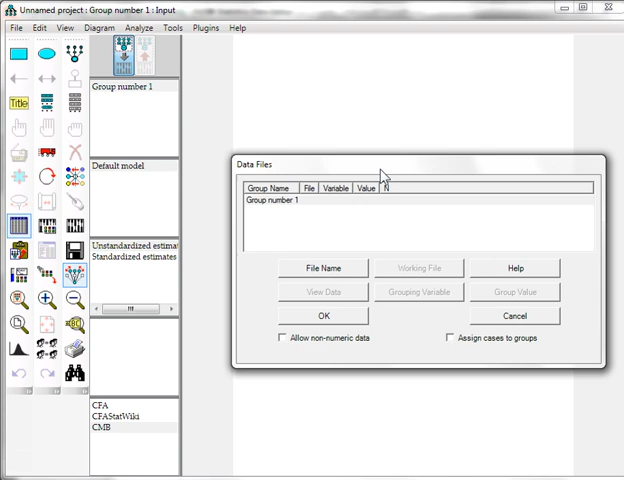 Unnamed project : Group number 1 : Input
File Edit View Diagram Analyze Tools Plugins Help
Title
Group number 1
Default model
Unstandardized estimat
Standardized estimates
CFA
CFAStatWiki
CMB
Data Files
Group Name File Variable Value N
Group number 1
File Name Working File Help
View Data Grouping Variable Group Value
OK Cancel
Allow non-numeric data Assign cases to groups